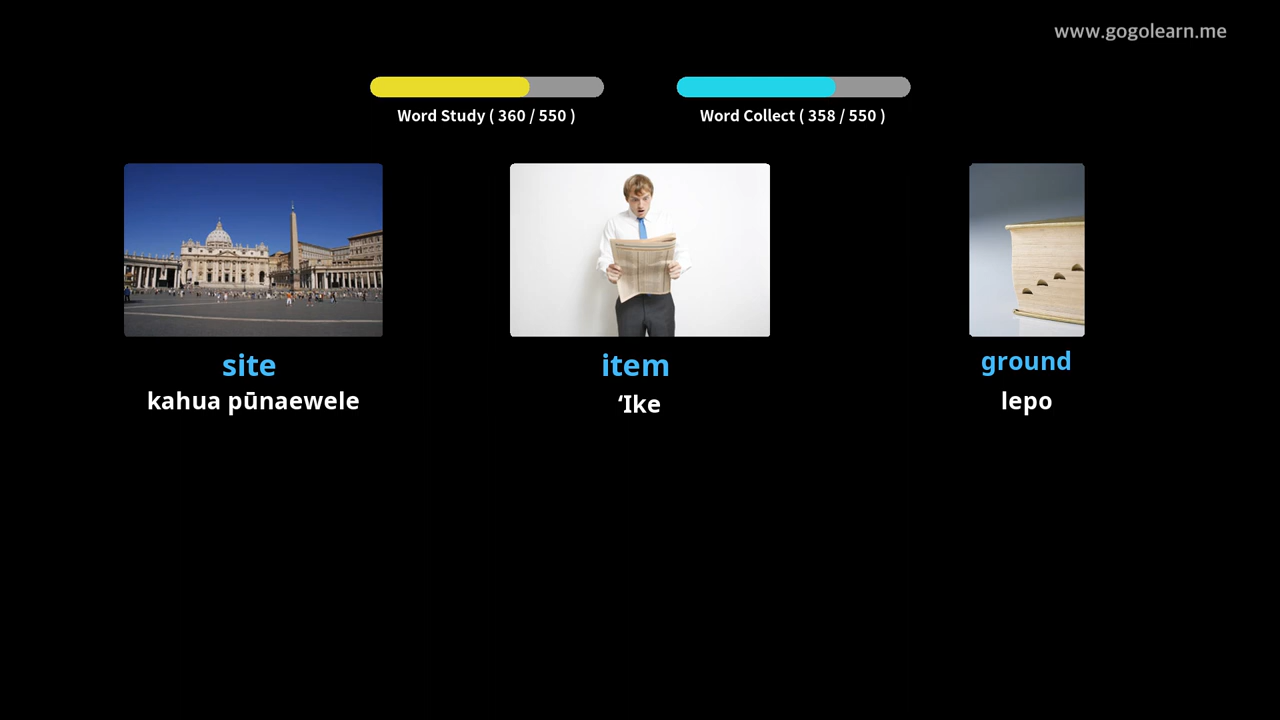 www.gogolearn.me
Word Study ( 360 / 550 )
Word Collect ( 358 / 550 )
site
kahua pūnaewele
item
ʻIke
ground
lepo